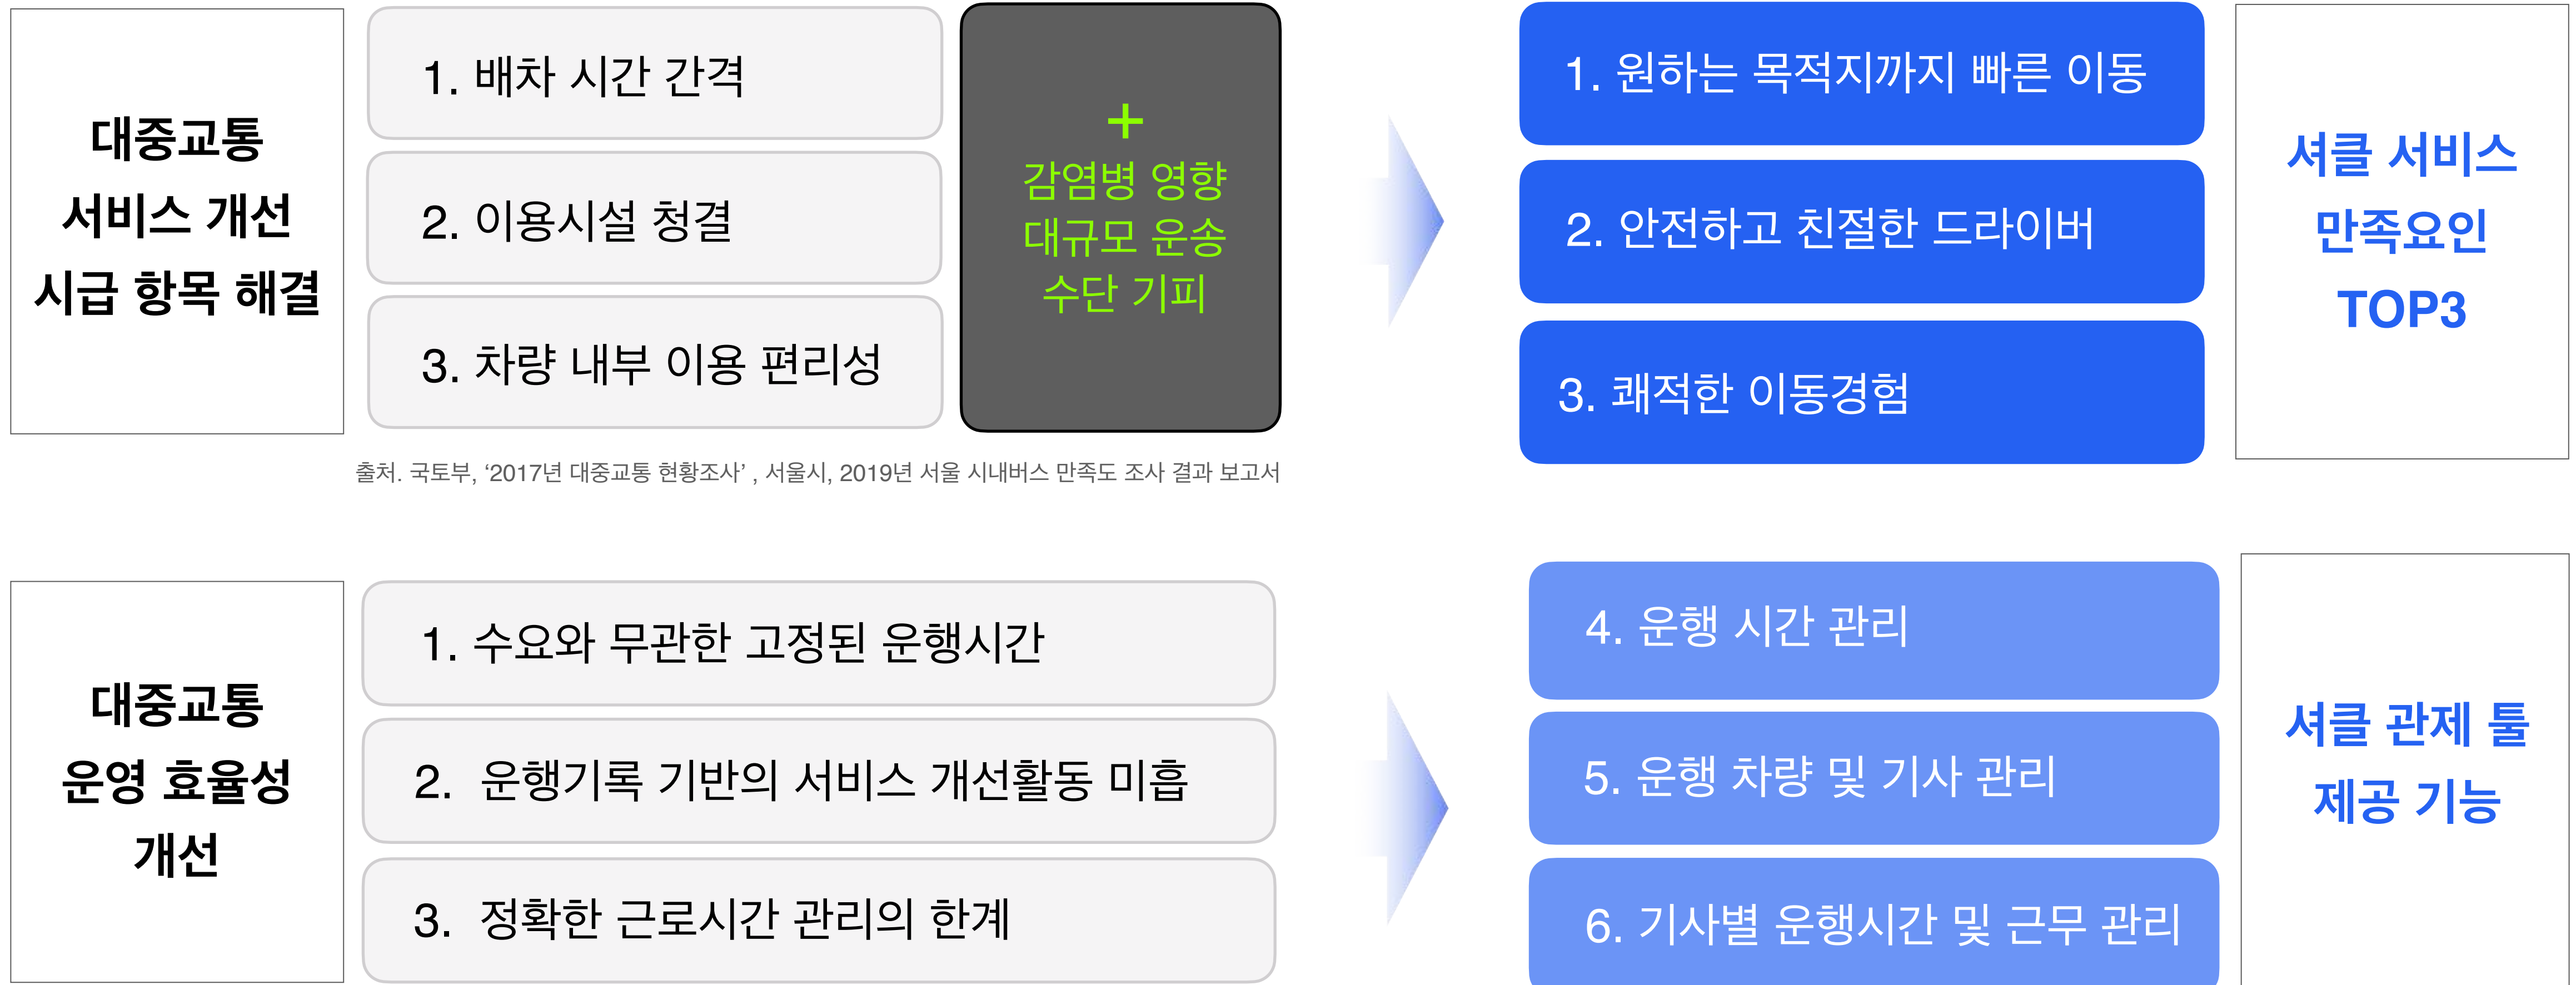 대중교통
서비스 개선
시급 항목 해결
1. 배차 시간 간격
2. 이용시설 청결
3. 차량 내부 이용 편리성
+
감염병 영향
대규모 운송
수단 기피
1. 원하는 목적지까지 빠른 이동
2. 안전하고 친절한 드라이버
3. 쾌적한 이동경험
셔클 서비스
만족요인
TOP3
출처. 국토부, ‘2017년 대중교통 현황조사’ , 서울시, 2019년 서울 시내버스 만족도 조사 결과 보고서
대중교통
운영 효율성
개선
1. 수요와 무관한 고정된 운행시간
2. 운행기록 기반의 서비스 개선활동 미흡
3. 정확한 근로시간 관리의 한계
4. 운행 시간 관리
5. 운행 차량 및 기사 관리
6. 기사별 운행시간 및 근무 관리
셔클 관제 툴
제공 기능